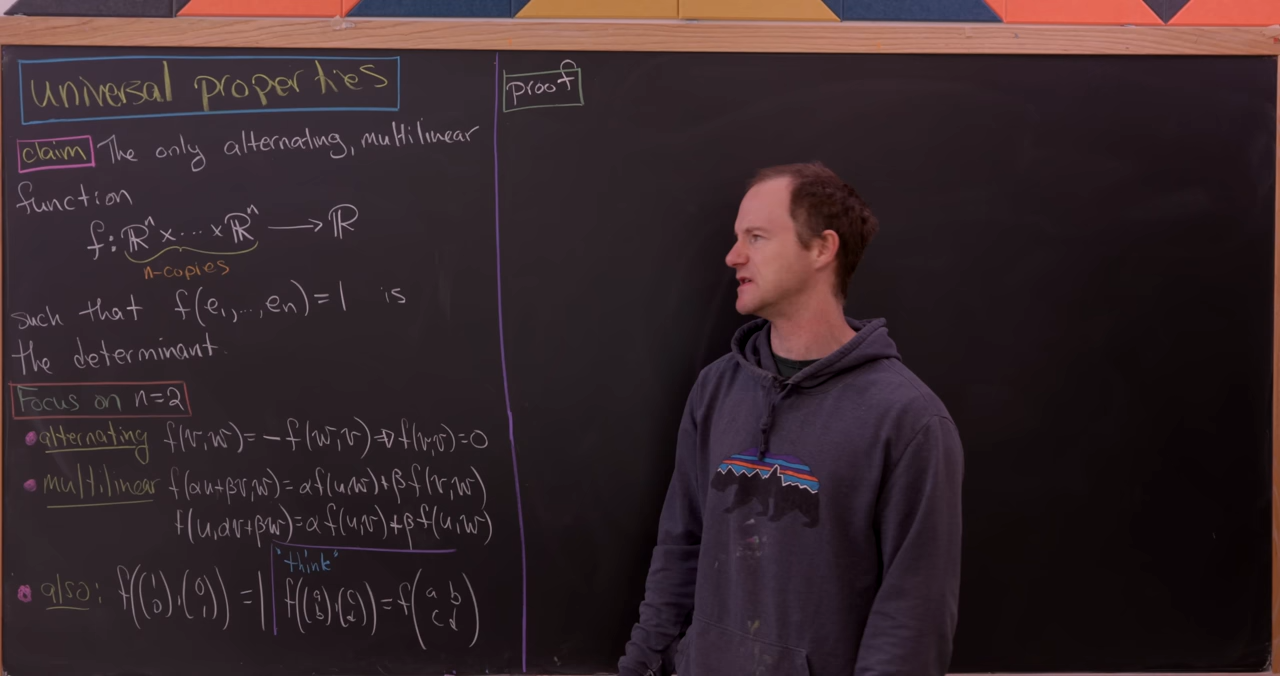 universal properties
claim The only alternating, multilinear
function
f: ℝⁿ × ... × ℝⁿ → ℝ
n-copies
such that f(e₁, ..., eₙ) = 1 is
the determinant.
Focus on n=2
• alternating f(v,w) = -f(w,v) ⇒ f(v,v) = 0
• multilinear f(αu+βv,w) = αf(u,w) + βf(v,w)
f(u,αv+βw) = αf(u,v) + βf(u,w)
• also: f((1 0),(0 1)) = 1
"think"
f((a b),(c d)) = f(a b c d)
proof